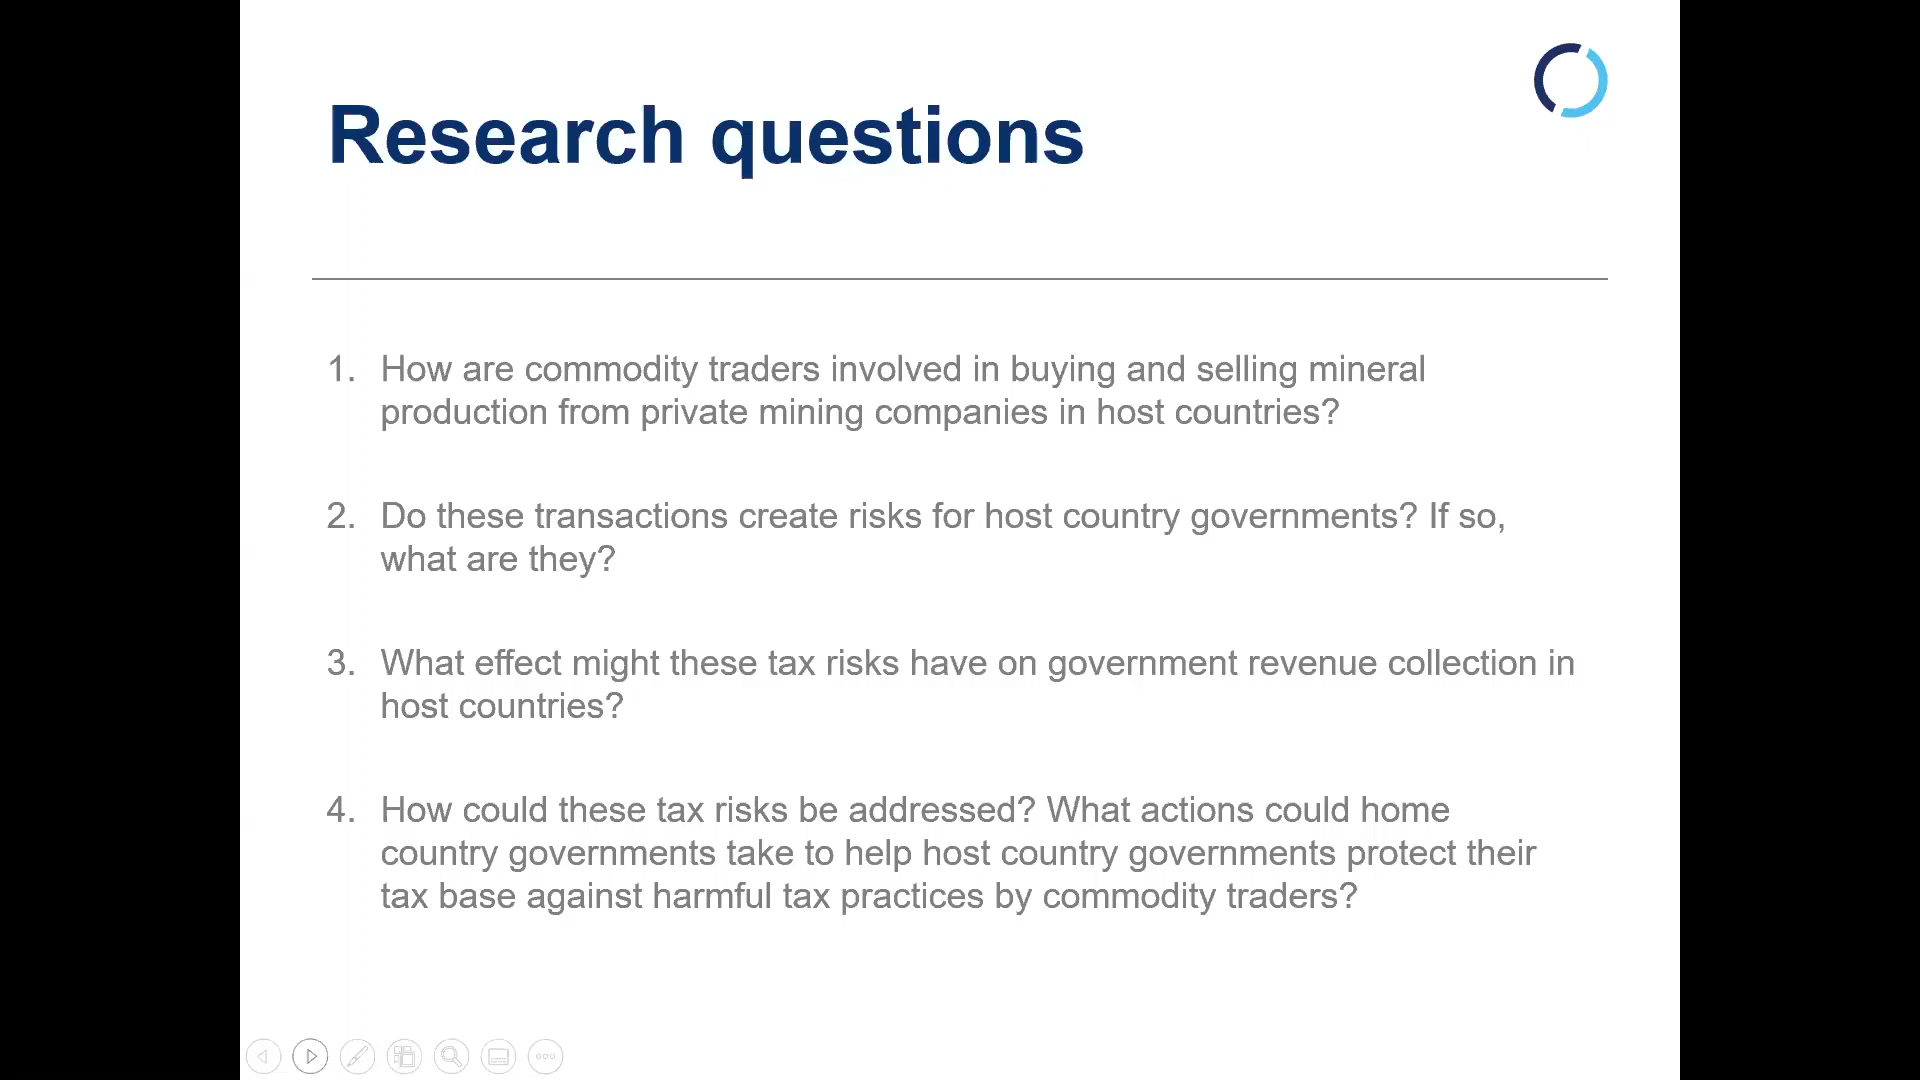 Research questions
1. How are commodity traders involved in buying and selling mineral
production from private mining companies in host countries?
2. Do these transactions create risks for host country governments? If so,
what are they?
3. What effect might these tax risks have on government revenue collection in
host countries?
4. How could these tax risks be addressed? What actions could home
country governments take to help host country governments protect their
tax base against harmful tax practices by commodity traders?